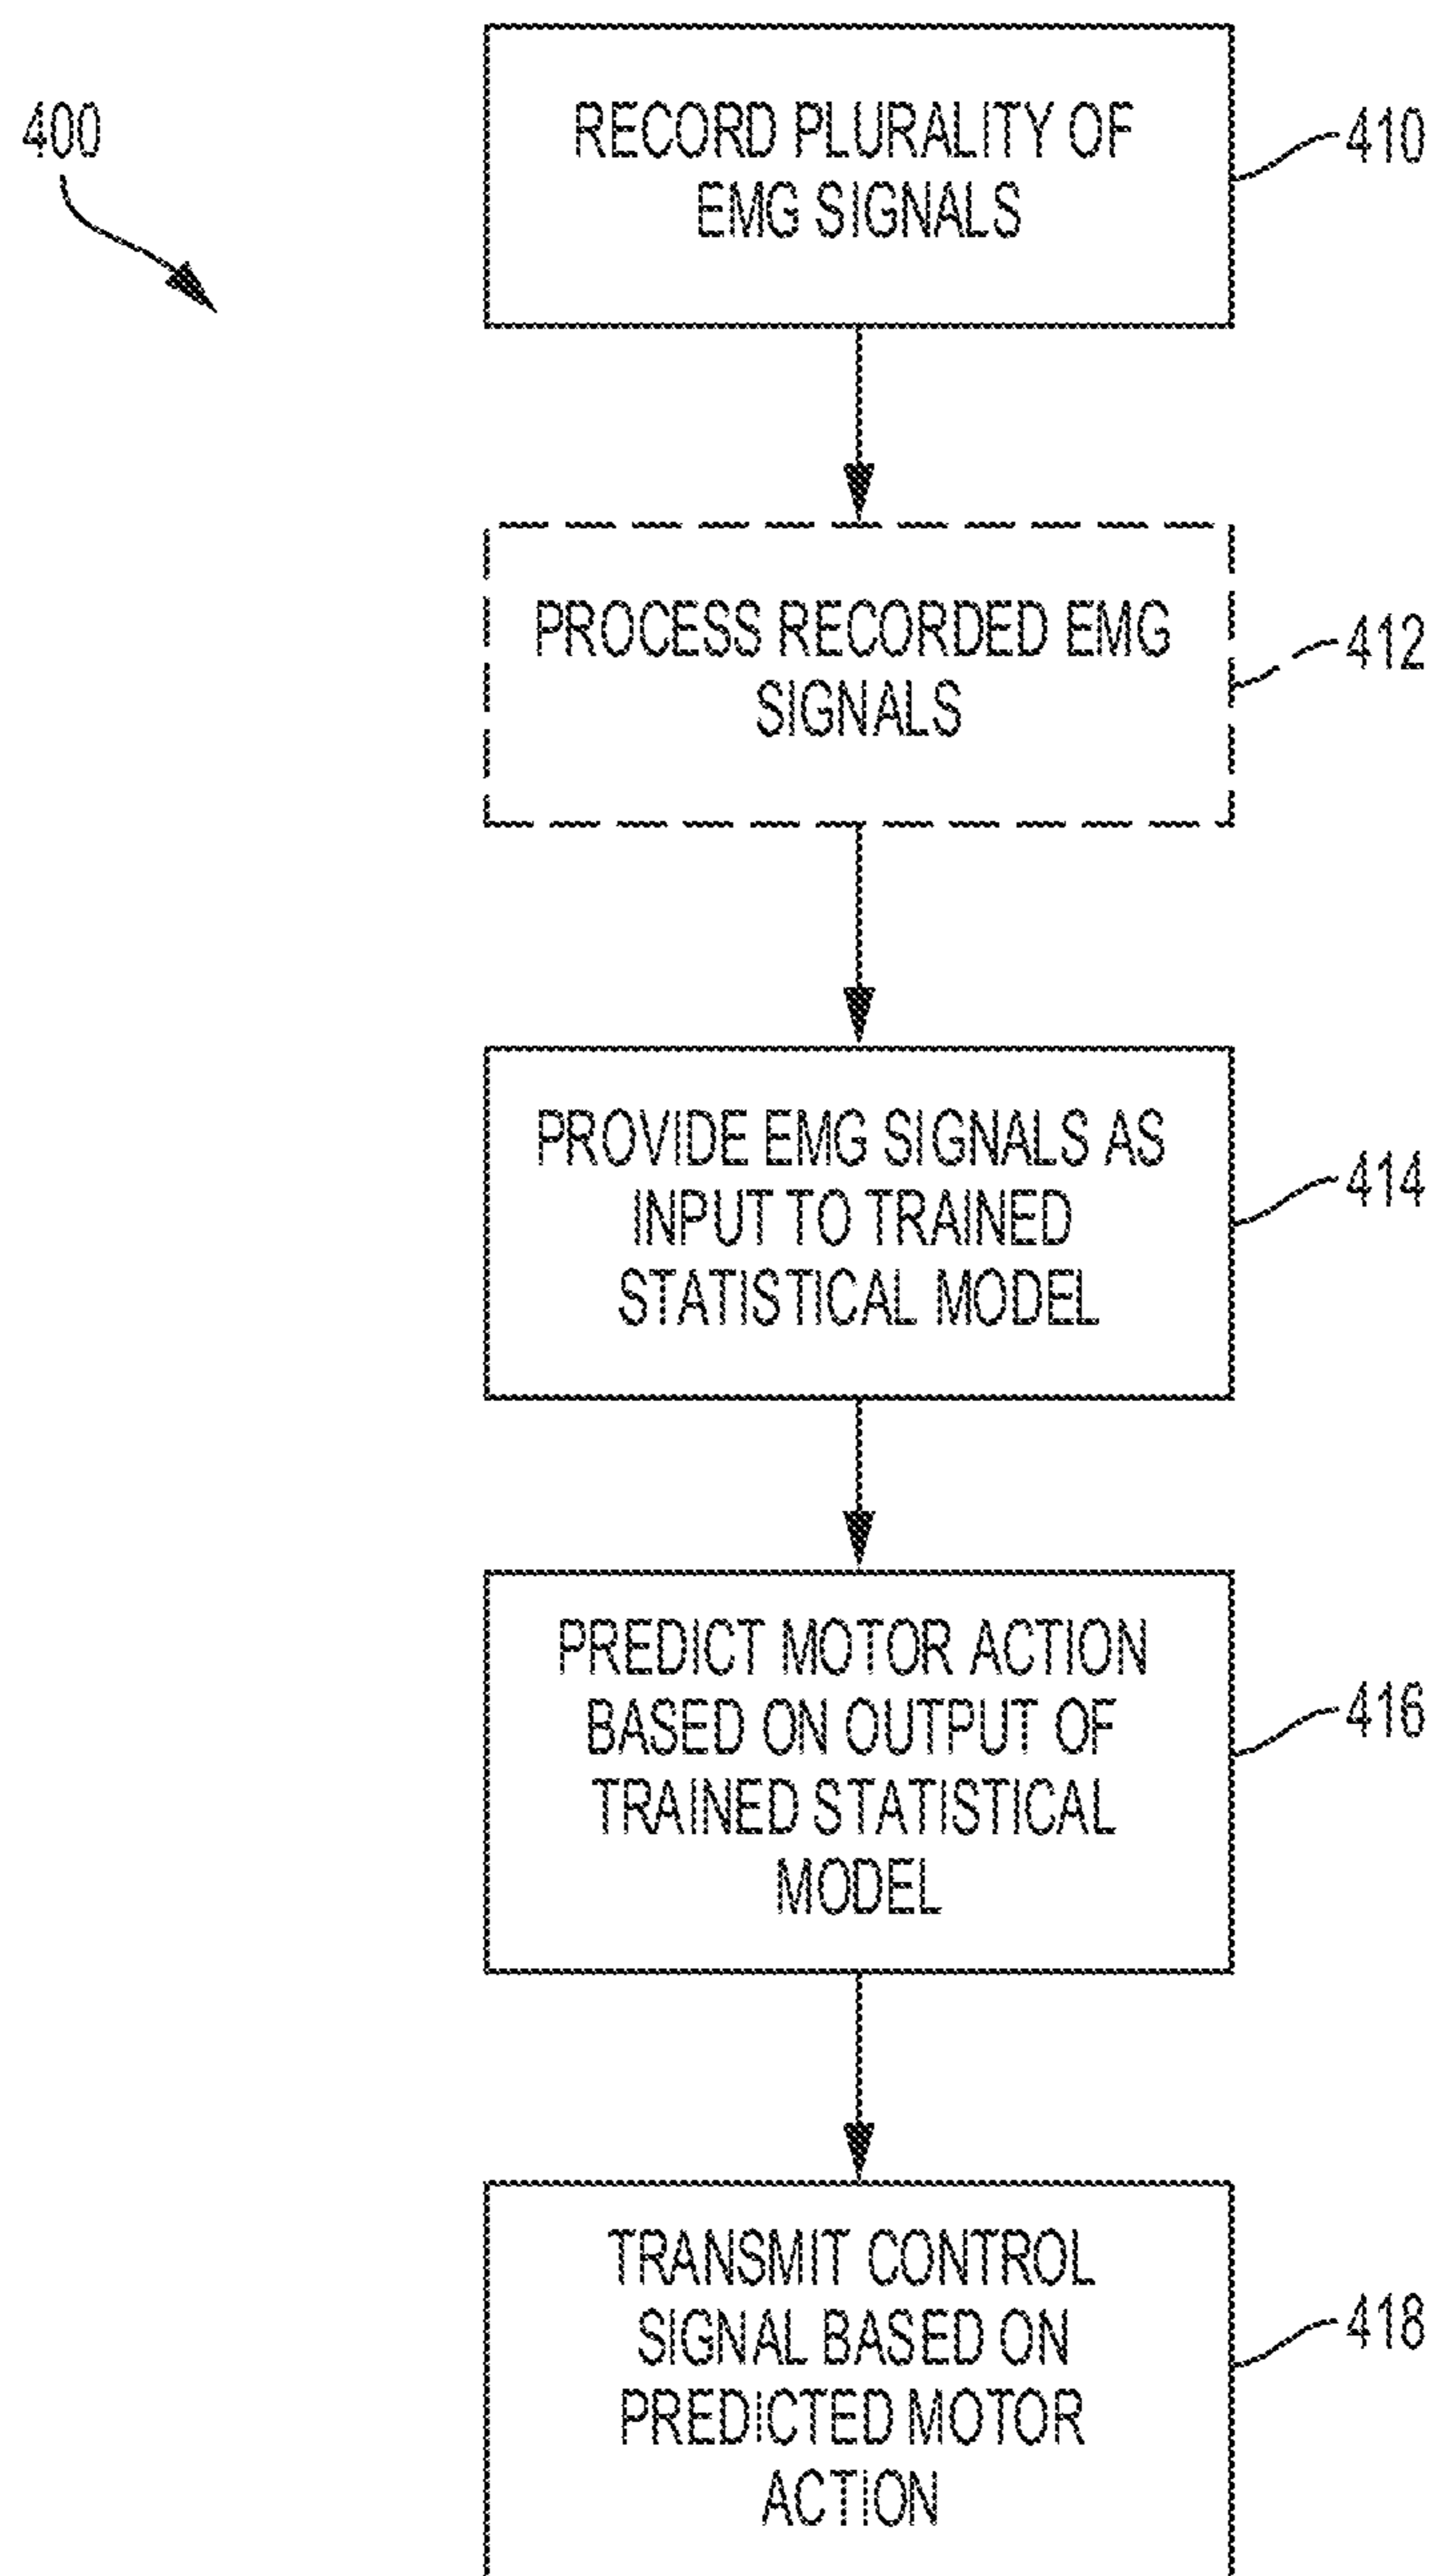 400
RECORD PLURALITY OF
EMG SIGNALS
410
PROCESS RECORDED EMG
SIGNALS
412
PROVIDE EMG SIGNALS AS
INPUT TO TRAINED
STATISTICAL MODEL
414
PREDICT MOTOR ACTION
BASED ON OUTPUT OF
TRAINED STATISTICAL
MODEL
416
TRANSMIT CONTROL
SIGNAL BASED ON
PREDICTED MOTOR
ACTION
418